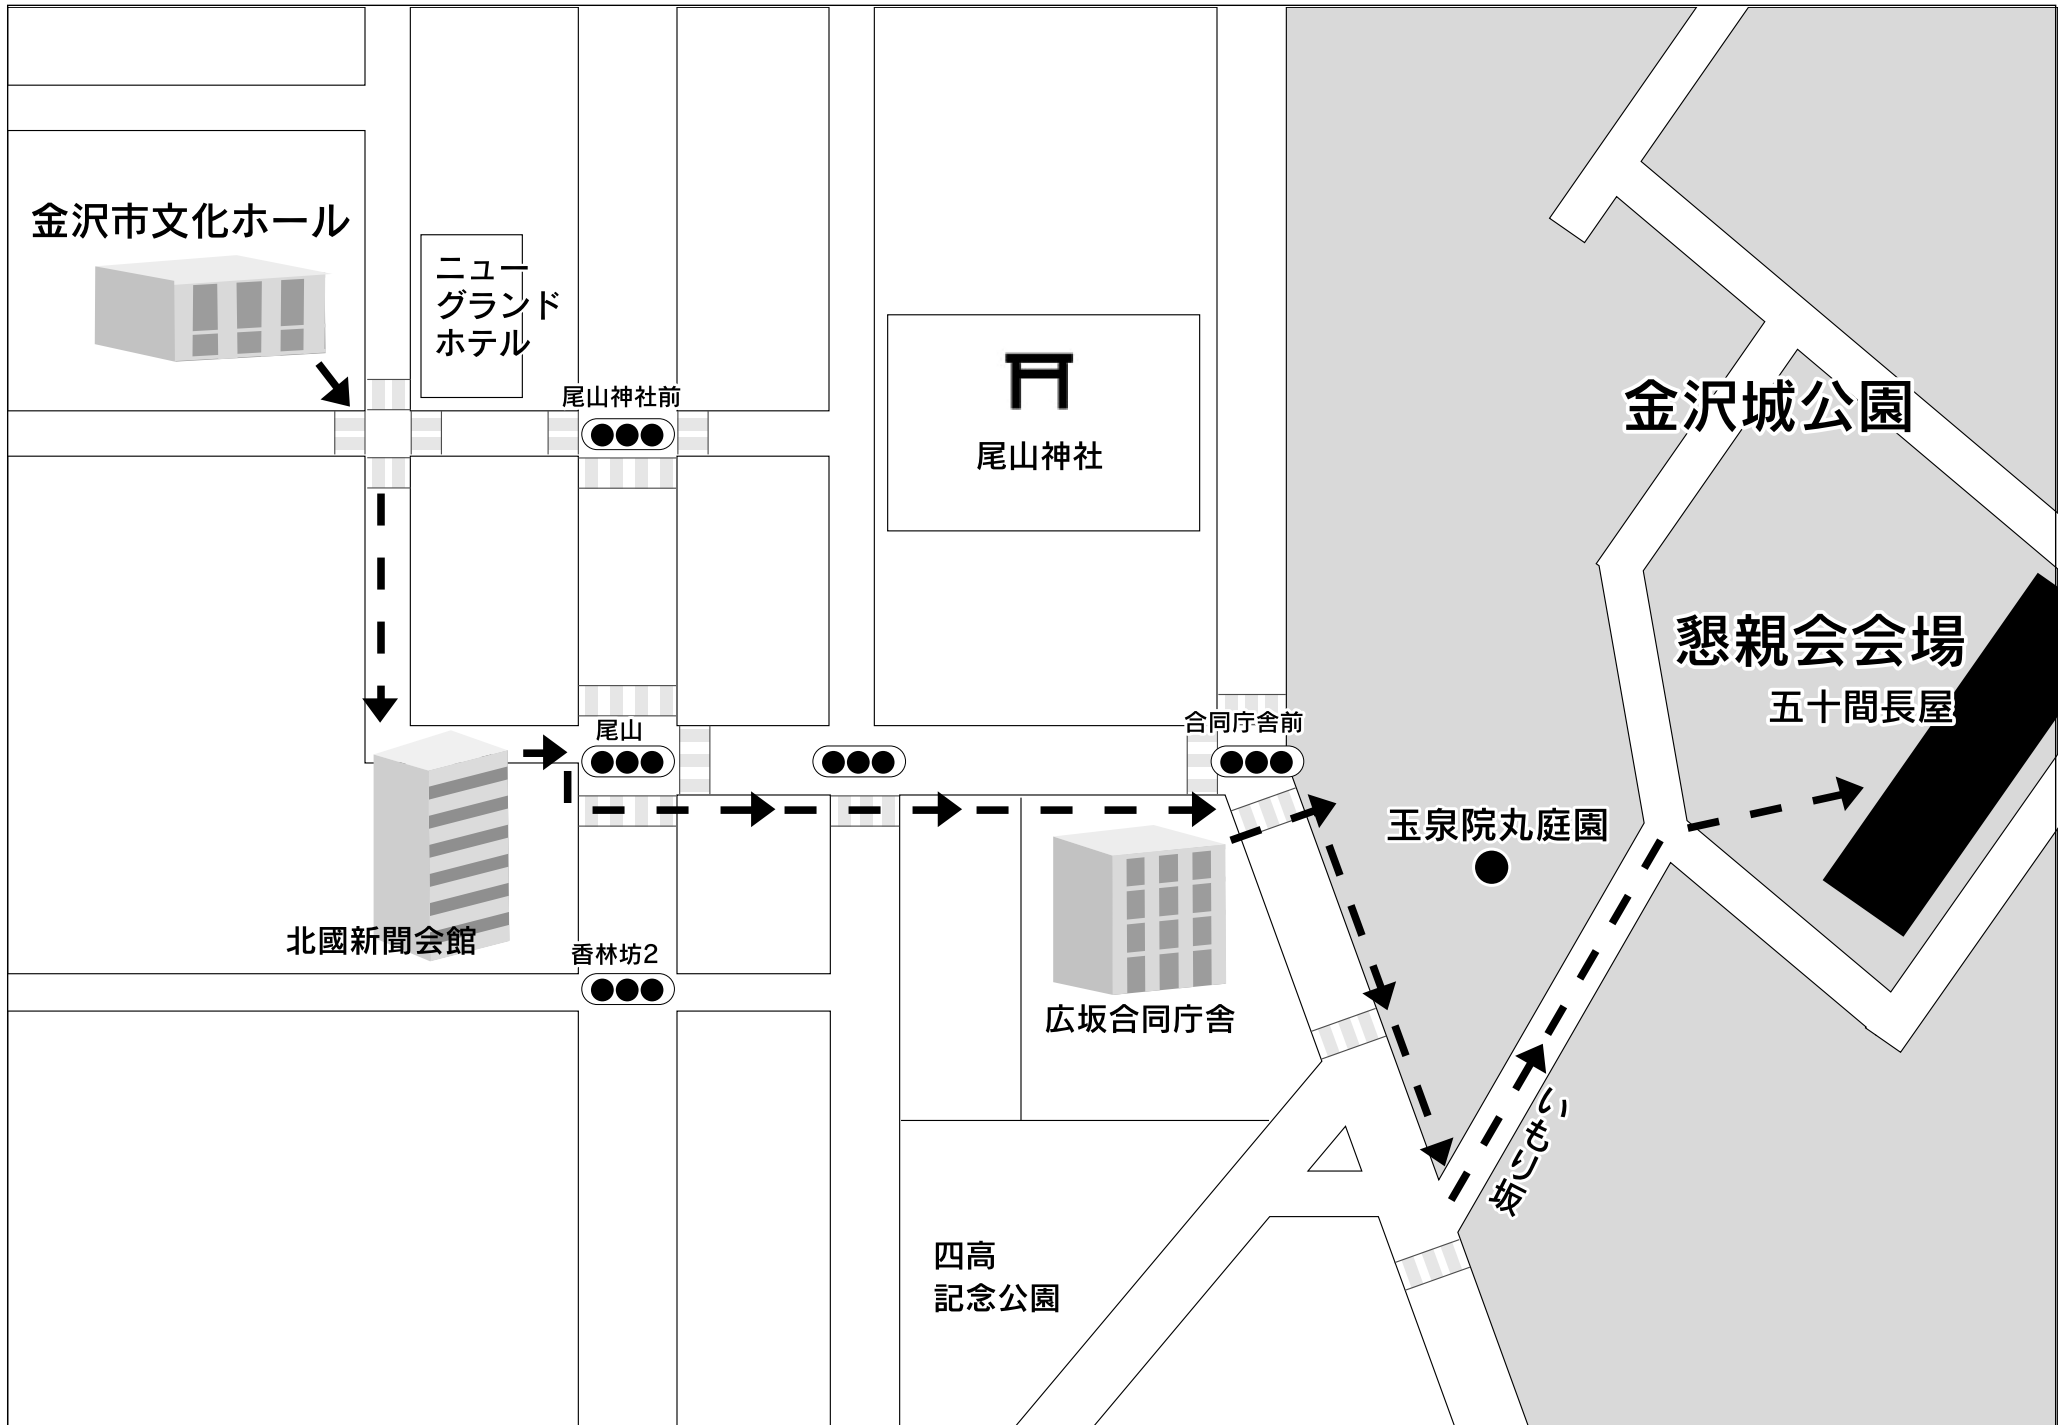 金沢市文化ホール
ニュー
グランド
ホテル
尾山神社前
尾山神社
金沢城公園
懇親会会場
五十間長屋
尾山
合同庁舎前
玉泉院丸庭園
北國新聞会館
香林坊2
広坂合同庁舎
いもり坂
四高
記念公園